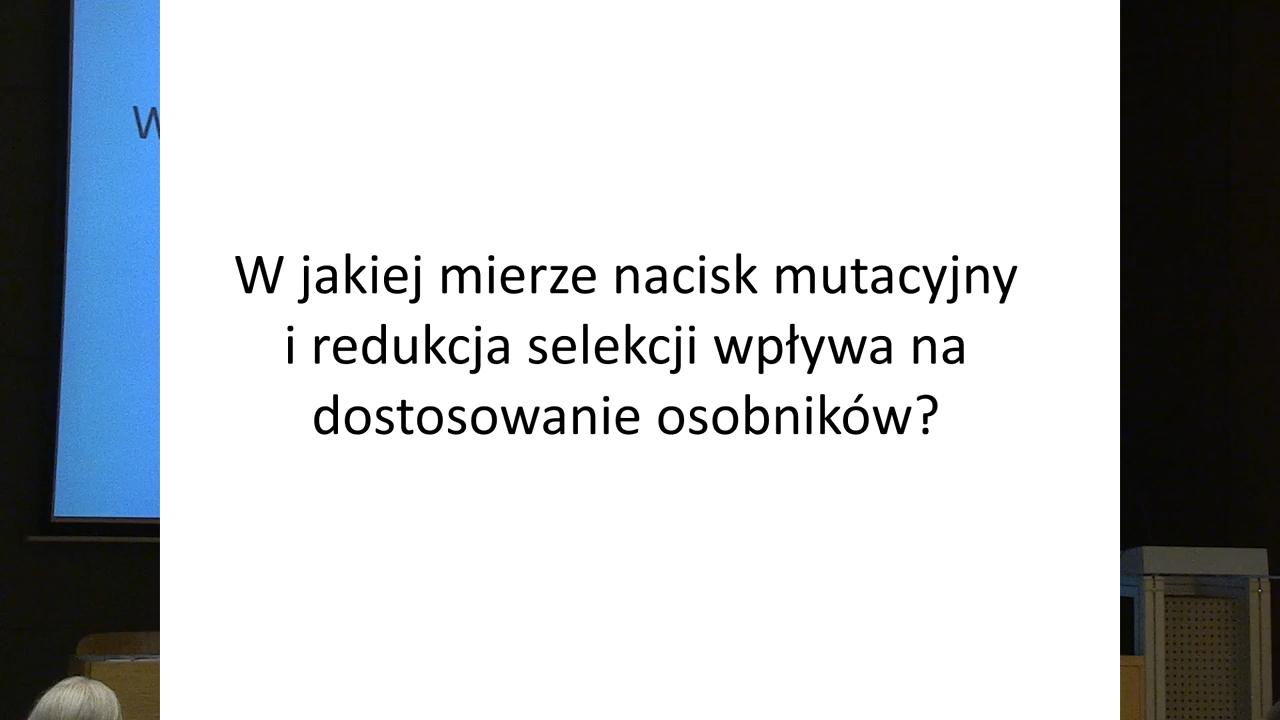 W jakiej mierze nacisk mutacyjny
i redukcja selekcji wpływa na
dostosowanie osobników?